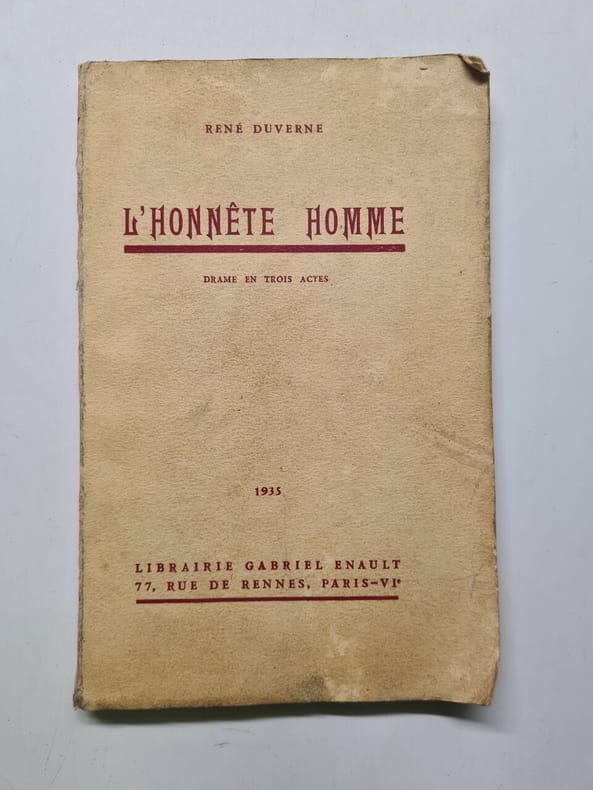 RENÉ DUVERNE
L'HONNÊTE HOMME
DRAME EN TROIS ACTES
1935
LIBRAIRIE GABRIEL ENAULT
77, RUE DE RENNES, PARIS-VIᵉ